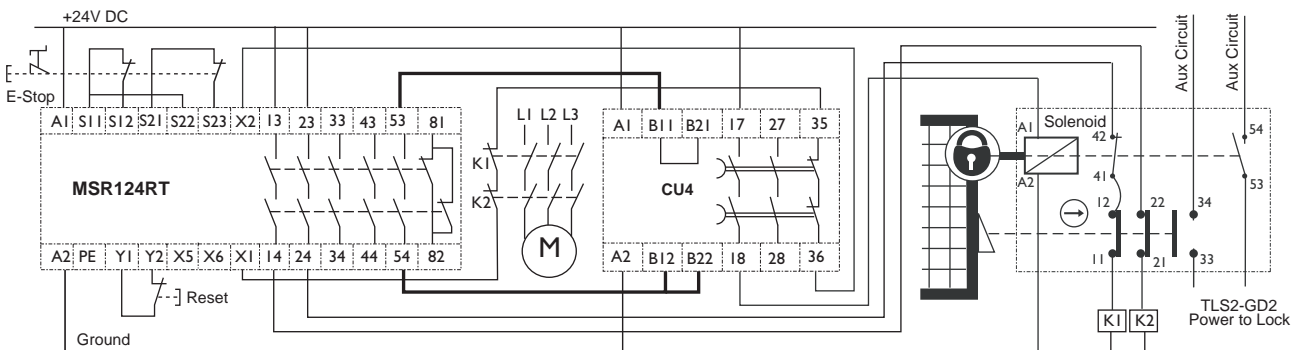 +24V DC
E-Stop
A1 S11 S12 S21 S22 S23 X2 13 23 33 43 53 81
MSR124RT
A2 PE Y1 Y2 X5 X6 X1 14 24 34 44 54 82
Reset
Ground
K1
K2
L1 L2 L3
M
A1 B11 B21 17 27 35
CU4
A2 B12 B22 18 28 36
Aux Circuit
Aux Circuit
Solenoid
A1
A2
42
41
12
22
34
54
53
11
21
33
K1 K2
TLS2-GD2
Power to Lock